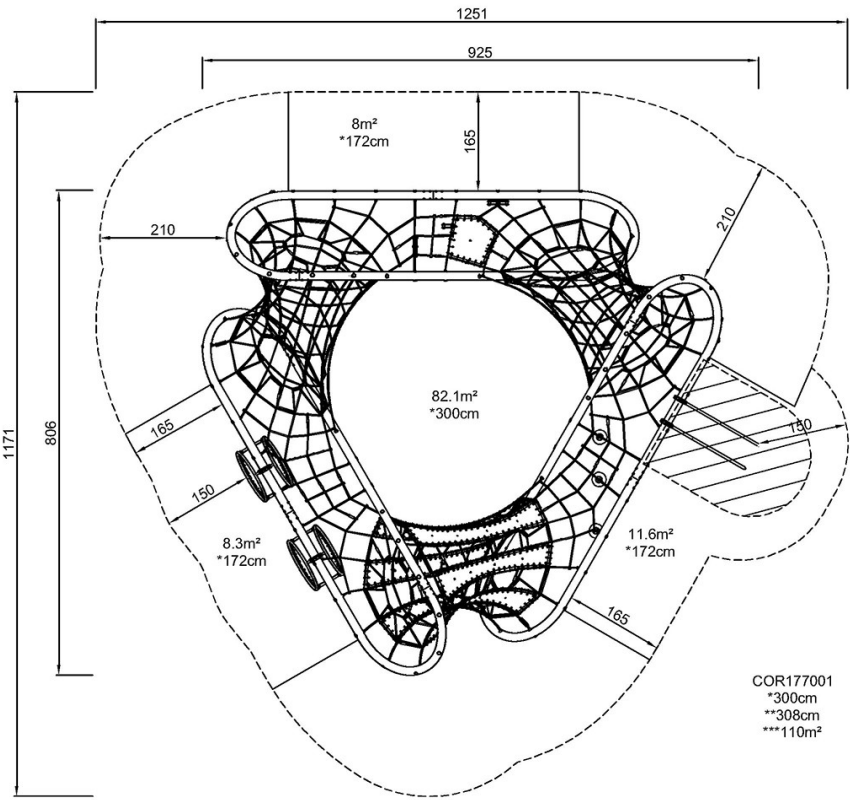 1251
925
8m²
*172cm
165
210
210
1171
806
82.1m²
*300cm
165
150
150
8.3m²
*172cm
11.6m²
*172cm
165
COR177001
*300cm
**308cm
***110m²